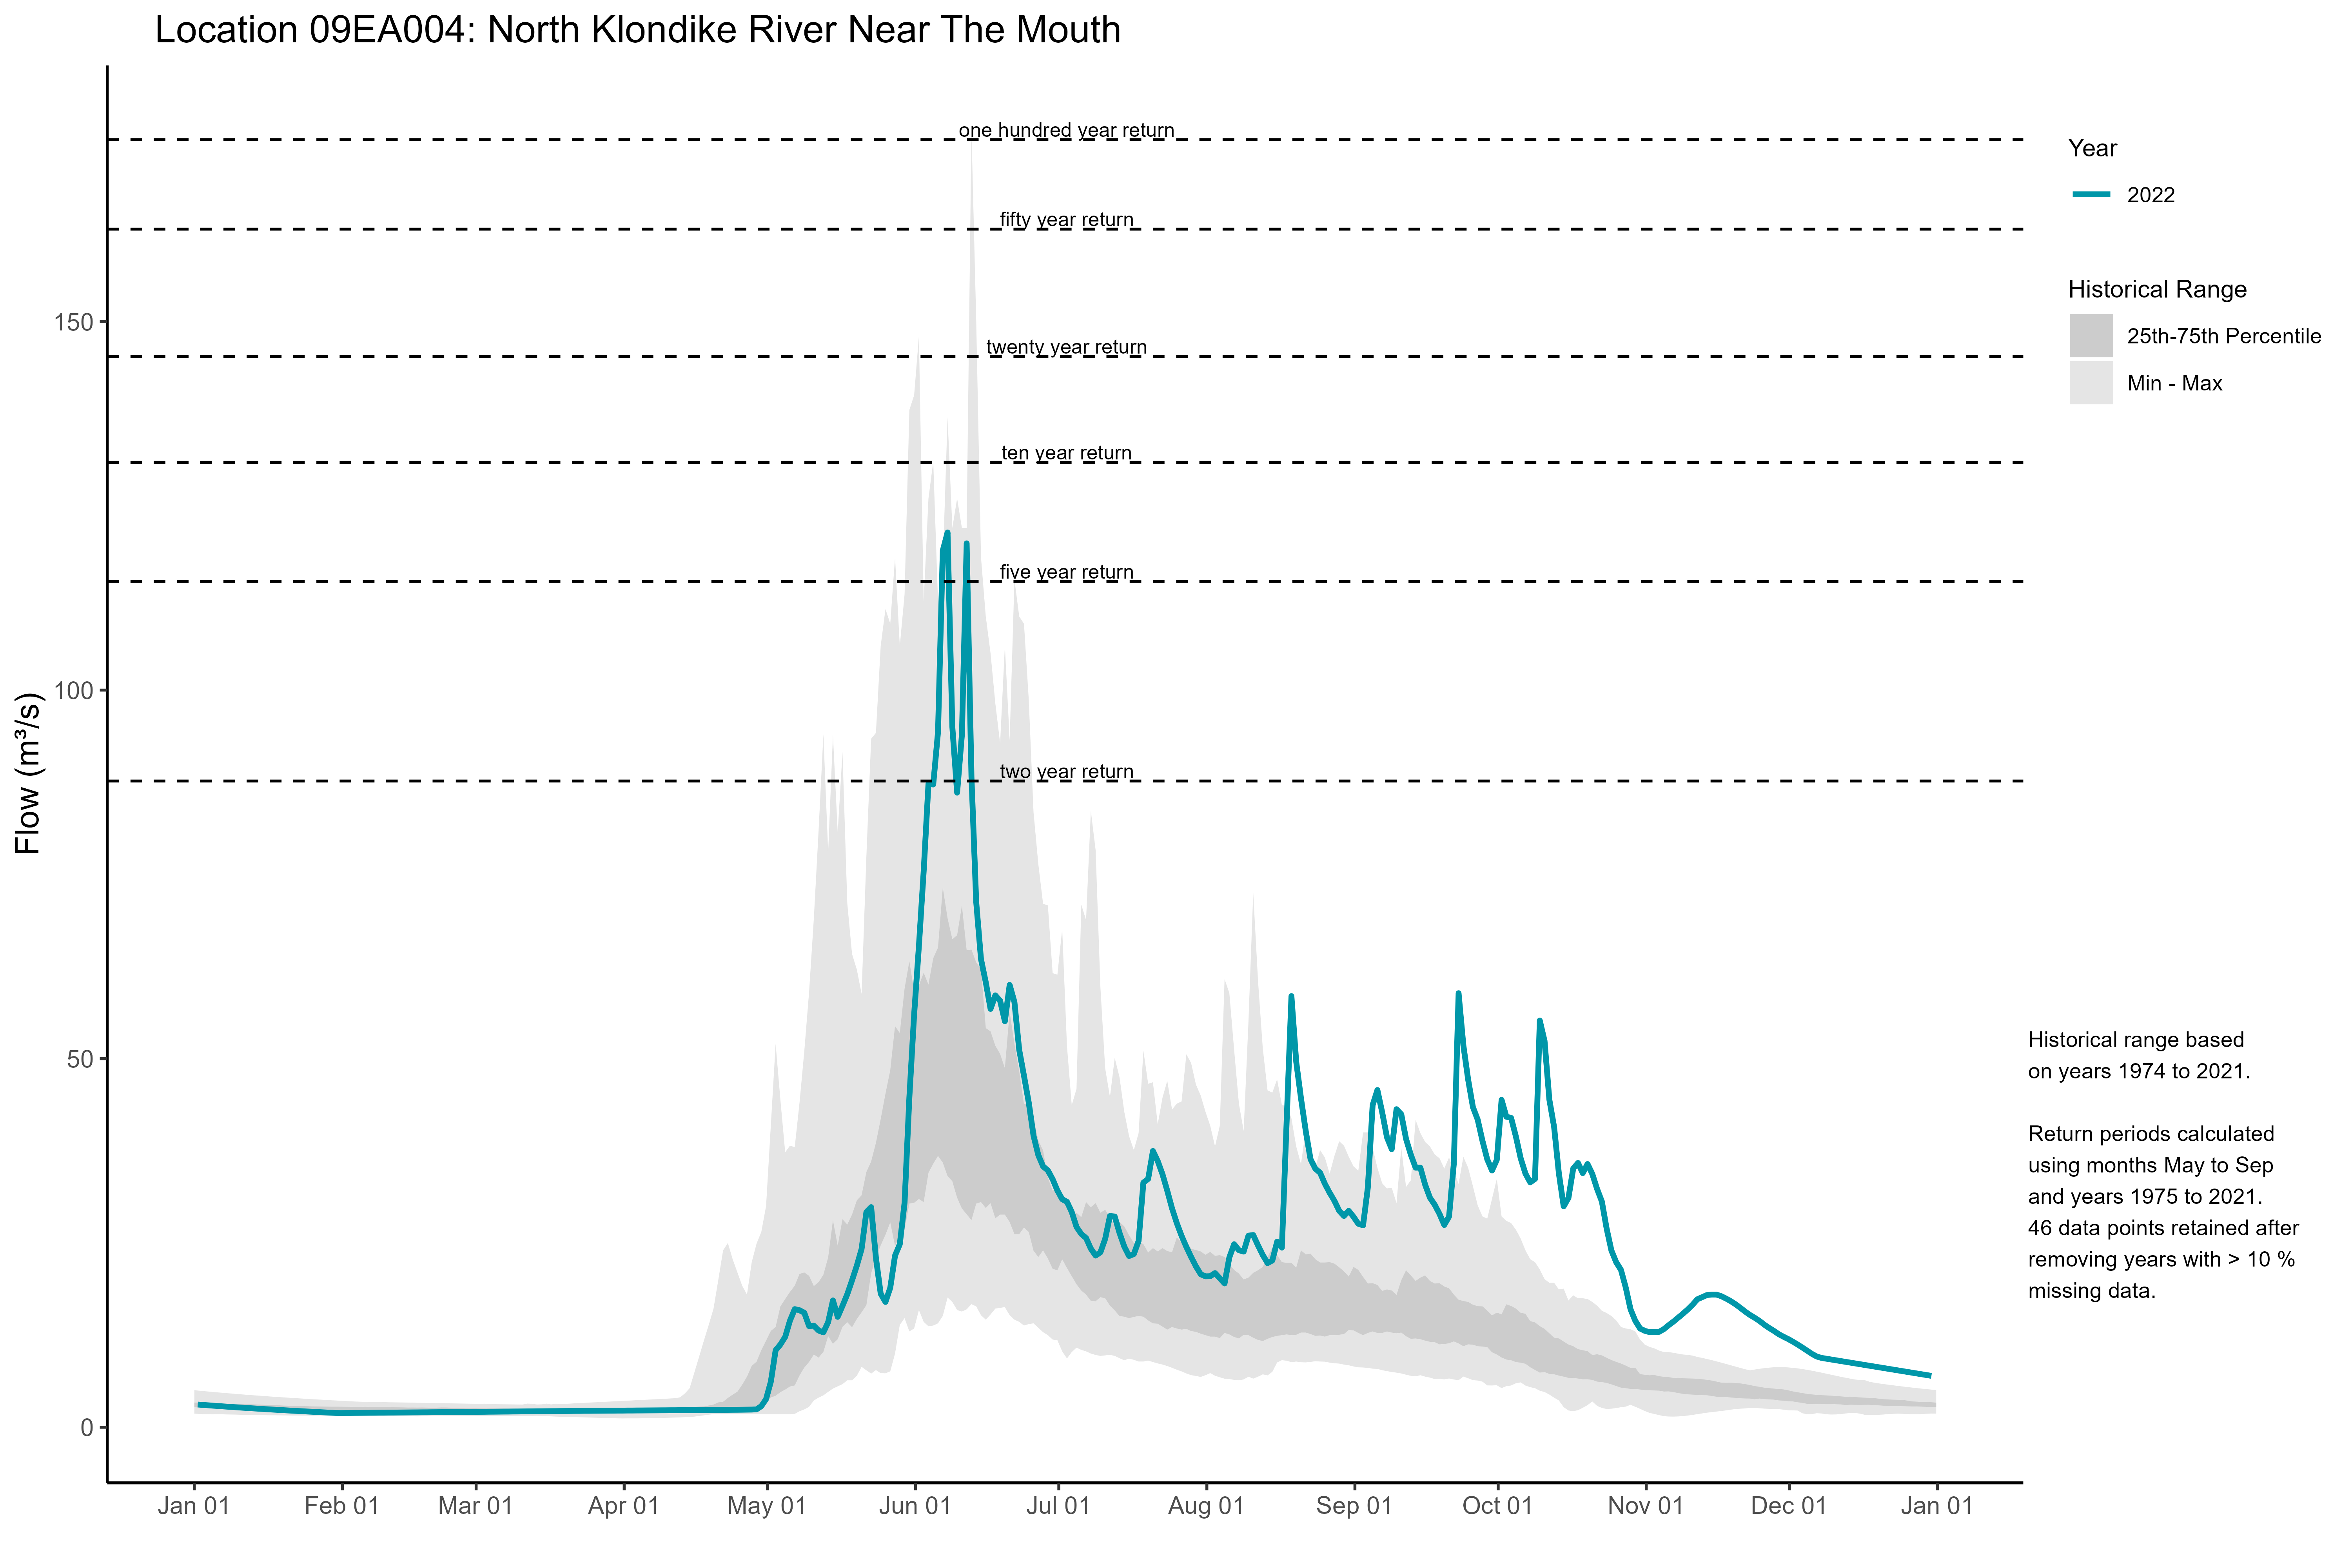 Location 09EA004: North Klondike River Near The Mouth
one hundred year return
fifty year return
twenty year return
ten year return
five year return
two year return
Flow (m³/s)
150
100
50
0
Jan 01
Feb 01
Mar 01
Apr 01
May 01
Jun 01
Jul 01
Aug 01
Sep 01
Oct 01
Nov 01
Dec 01
Jan 01
Year
2022
Historical Range
25th-75th Percentile
Min - Max
Historical range based
on years 1974 to 2021.
Return periods calculated
using months May to Sep
and years 1975 to 2021.
46 data points retained after
removing years with > 10 %
missing data.